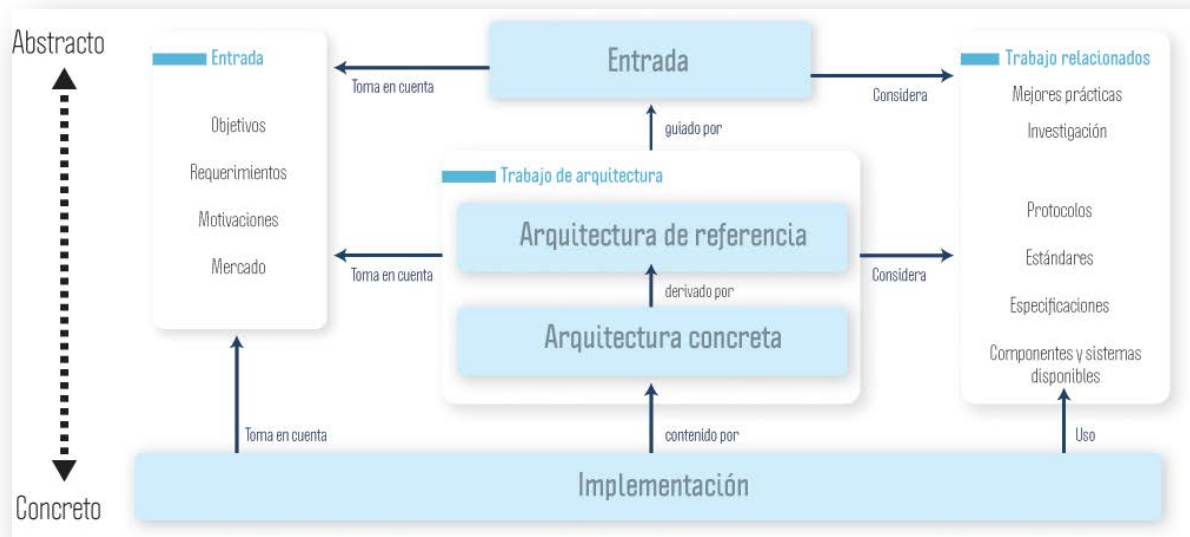 Abstracto
Entrada
Objetivos
Requerimientos
Motivaciones
Mercado
Toma en cuenta
Entrada
Considera
Trabajo relacionados
Mejores prácticas
Investigación
Protocolos
Estándares
Especificaciones
Componentes y sistemas
disponibles
guiado por
Trabajo de arquitectura
Arquitectura de referencia
Toma en cuenta
Considera
derivado por
Arquitectura concreta
Toma en cuenta
contenido por
Uso
Implementación
Concreto